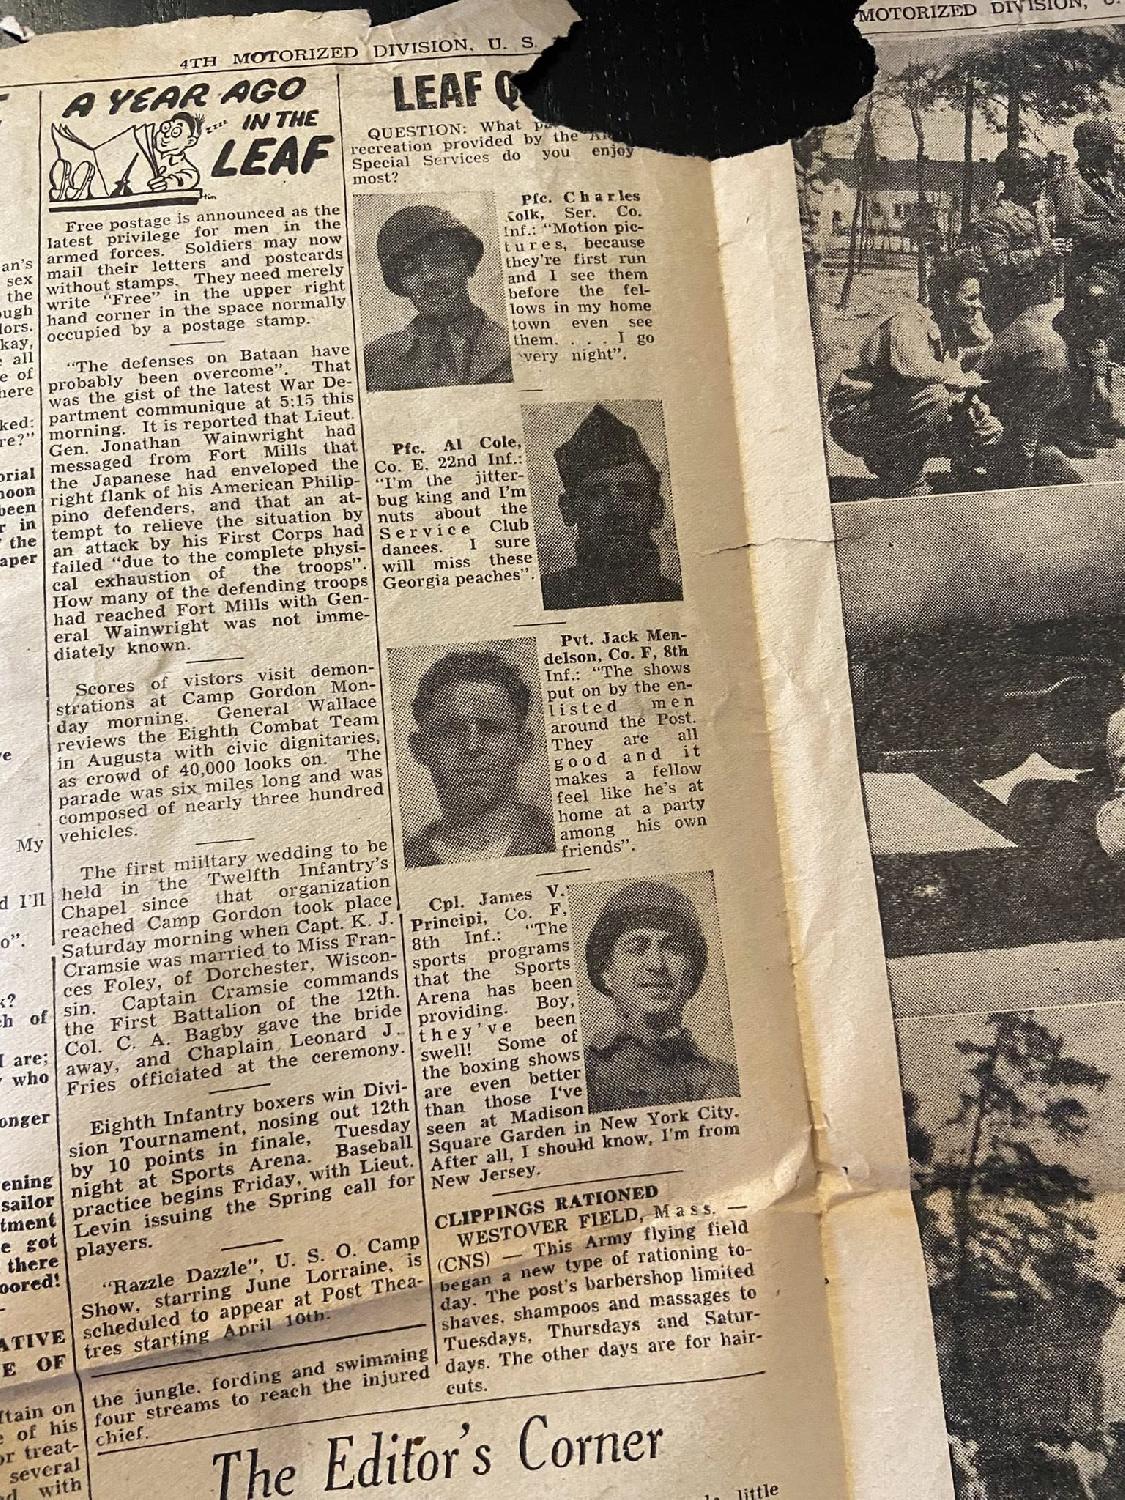 4TH MOTORIZED DIVISION, U. S.
MOTORIZED DIVISION, U.
A YEAR AGO
IN THE
LEAF
Free postage is announced as the
latest privilege for men in the
armed forces. Soldiers may now
mail their letters and postcards
without stamps. They need merely
write "Free" in the upper right
hand corner in the space normally
occupied by a postage stamp.
"The defenses on Bataan have
probably been overcome". That
was the gist of the latest War De-
partment communique at 5:15 this
morning. It is reported that Lieut.
Gen. Jonathan Wainwright had
messaged from Fort Mills that
the Japanese had enveloped the
right flank of his American Philip-
pino defenders, and that an at-
tempt to relieve the situation by
an attack by his First Corps had
failed "due to the complete physi-
cal exhaustion of the troops".
How many of the defending troops
had reached Fort Mills with Gen-
eral Wainwright was not imme-
diately known.
Scores of vistors visit demon-
strations at Camp Gordon Mon-
day morning. General Wallace
reviews the Eighth Combat Team
in Augusta with civic dignitaries,
as crowd of 40,000 looks on. The
parade was six miles long and was
composed of nearly three hundred
vehicles.
The first miiltary wedding to be
held in the Twelfth Infantry's
Chapel since that organization
reached Camp Gordon took place
Saturday morning when Capt. K. J.
Cramsie was married to Miss Fran-
ces Foley, of Dorchester, Wiscon-
sin. Captain Cramsie commands
the First Battalion of the 12th.
Col. C. A. Bagby gave the bride
away, and Chaplain Leonard J.
Fries officiated at the ceremony.
Eighth Infantry boxers win Divi-
sion Tournament, nosing out 12th
by 10 points in finale, Tuesday
night at Sports Arena. Baseball
practice begins Friday, with Lieut.
Levin issuing the Spring call for
players.
"Razzle Dazzle", U. S. O. Camp
Show, starring June Lorraine, is
scheduled to appear at Post Thea-
tres starting April 10th.
the jungle, fording and swimming
four streams to reach the injured
chief.
LEAF
QUESTION: What
recreation provided by the
Special Services do you enjoy
most?
Pfc. Charles
Kolk, Ser. Co.
Inf.: "Motion pic-
tures, because
they're first run
and I see them
before the fel-
lows in my home
town even see
them. . . . I go
very night".
Pfc. Al Cole,
Co. E. 22nd Inf.:
"I'm the jitter-
bug king and I'm
nuts about the
Service Club
dances. I sure
will miss these
Georgia peaches".
Pvt. Jack Men-
delson, Co. F, 8th
Inf.: "The shows
put on by the en-
listed men
around the Post.
They are all
good and it
makes a fellow
feel like he's at
home at a party
among his own
friends".
Cpl. James V.
Principi, Co. F,
8th Inf.: "The
sports programs
that the Sports
Arena has been
providing. Boy,
they've been
swell! Some of
the boxing shows
are even better
than those I've
seen at Madison
Square Garden in New York City.
After all, I should know, I'm from
New Jersey.
CLIPPINGS RATIONED
WESTOVER FIELD, Mass. —
(CNS) — This Army flying field
began a new type of rationing to-
day. The post's barbershop limited
shaves, shampoos and massages to
Tuesdays, Thursdays and Satur-
days. The other days are for hair-
cuts.
The Editor's Corner
little